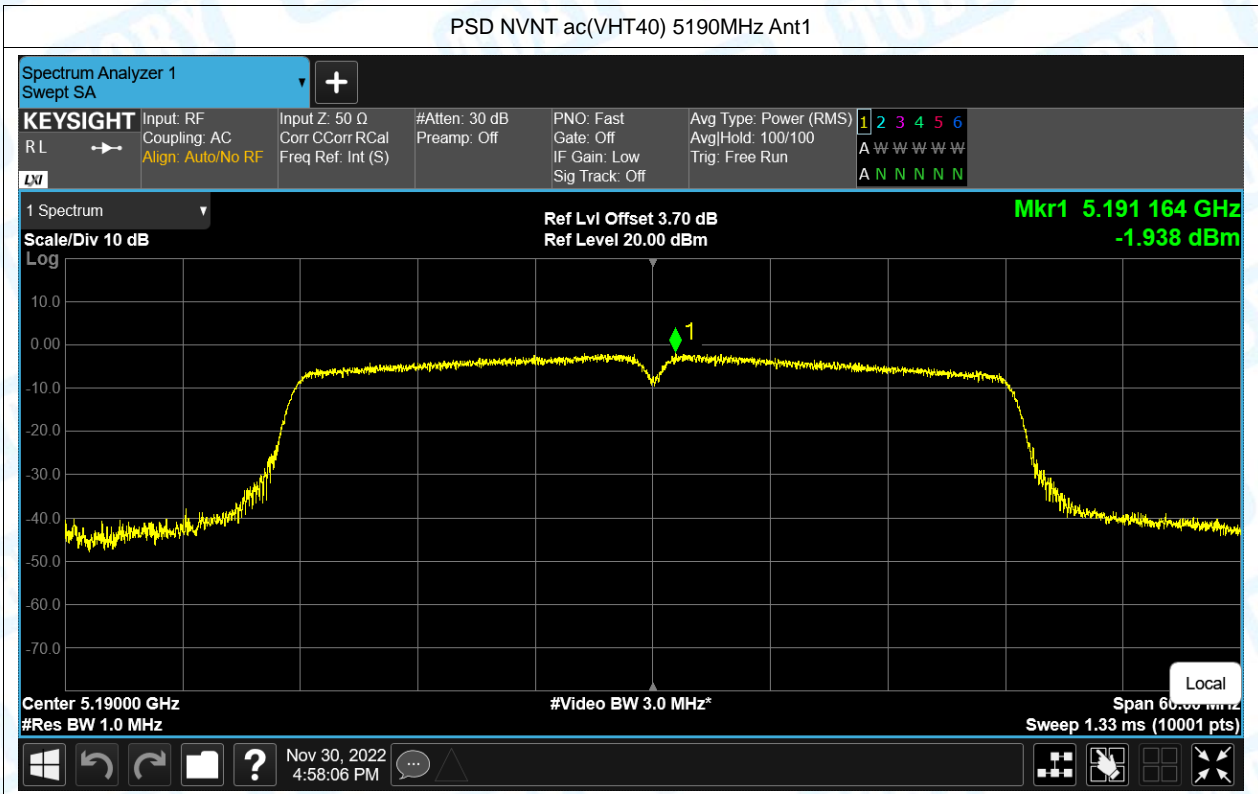 PSD NVNT ac(VHT40) 5190MHz Ant1
Spectrum Analyzer 1
Swept SA
KEYSIGHT
R L
LXI
Input: RF
Coupling: AC
Align: Auto/No RF
Input Z: 50 Ω
Corr CCorr RCal
Freq Ref: Int (S)
#Atten: 30 dB
Preamp: Off
PNO: Fast
Gate: Off
IF Gain: Low
Sig Track: Off
Avg Type: Power (RMS)
Avg|Hold: 100/100
Trig: Free Run
1 2 3 4 5 6
A W W W W W
A N N N N N
1 Spectrum
Scale/Div 10 dB
Log
Ref Lvl Offset 3.70 dB
Ref Level 20.00 dBm
Mkr1 5.191 164 GHz
-1.938 dBm
10.0
0.00
-10.0
-20.0
-30.0
-40.0
-50.0
-60.0
-70.0
1
Local
Center 5.19000 GHz
#Res BW 1.0 MHz
#Video BW 3.0 MHz*
Span 60.00 MHz
Sweep 1.33 ms (10001 pts)
?
Nov 30, 2022
4:58:06 PM